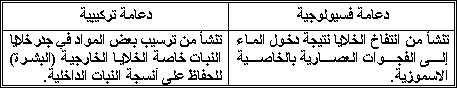 دعامة فسيولوجية
تنشأ من انتفاخ الخلايا نتيجة دخول الماء
إلى الفجوات العصارية بالخاصية
الاسموزية.
دعامة تركيبية
تنشأ من ترسيب بعض المواد في جدر خلايا
النبات خاصة الخلايا الخارجية (البشرة)
للحفاظ على أنسجة النبات الداخلية.